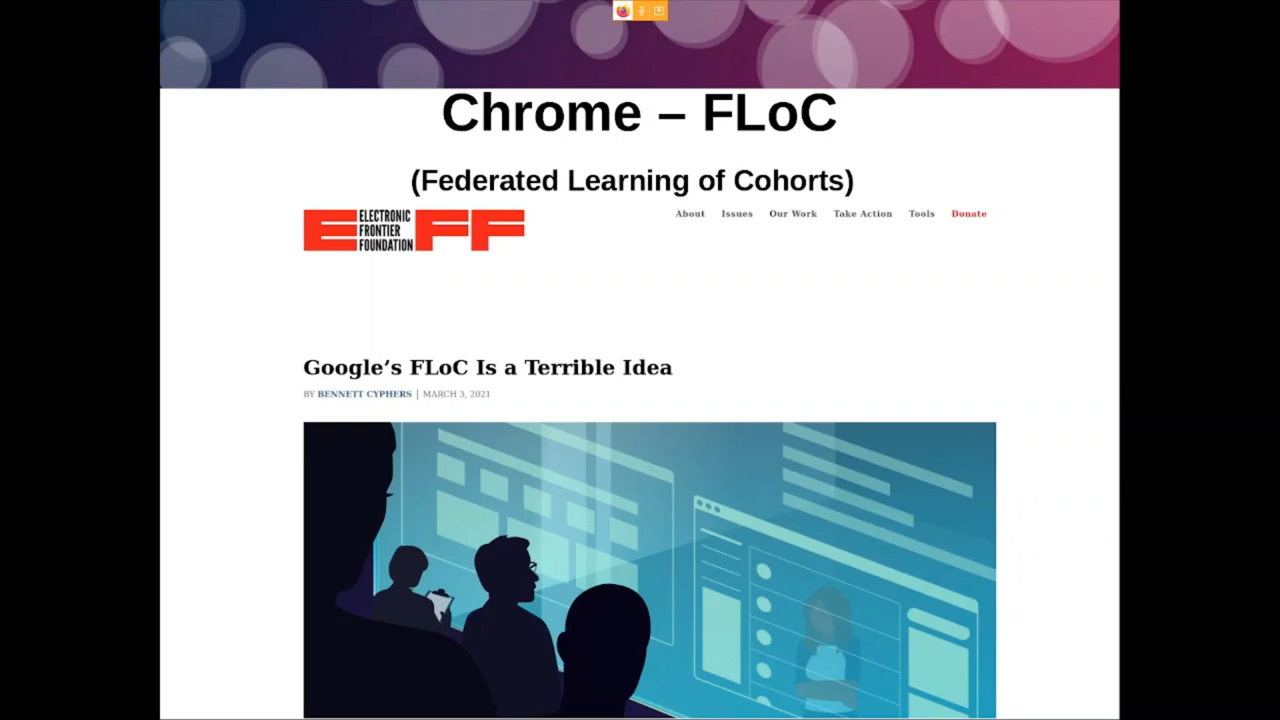 Chrome – FLoC
(Federated Learning of Cohorts)
ELECTRONIC
FRONTIER
FOUNDATION
EFF
About Issues Our Work Take Action Tools Donate
Google’s FLoC Is a Terrible Idea
BY BENNETT CYPHERS | MARCH 3, 2021